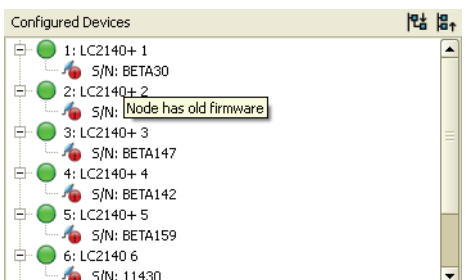 Configured Devices
1: LC2140+ 1
S/N: BETA30
2: LC2140+ 2
S/N:
Node has old firmware
3: LC2140+ 3
S/N: BETA147
4: LC2140+ 4
S/N: BETA142
5: LC2140+ 5
S/N: BETA159
6: LC2140 6
S/N: 11430